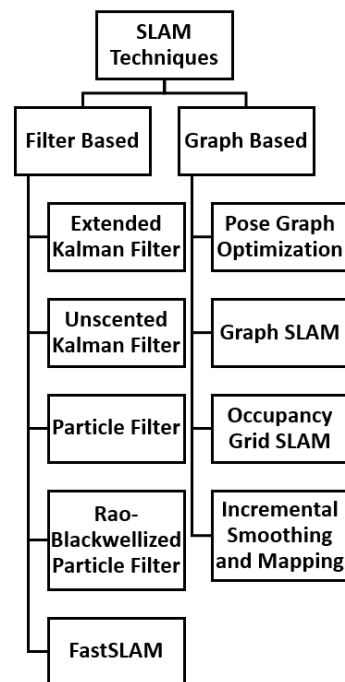 SLAM
Techniques
Filter Based
Graph Based
Extended
Kalman Filter
Unscented
Kalman Filter
Particle Filter
Rao-
Blackwellized
Particle Filter
FastSLAM
Pose Graph
Optimization
Graph SLAM
Occupancy
Grid SLAM
Incremental
Smoothing
and Mapping